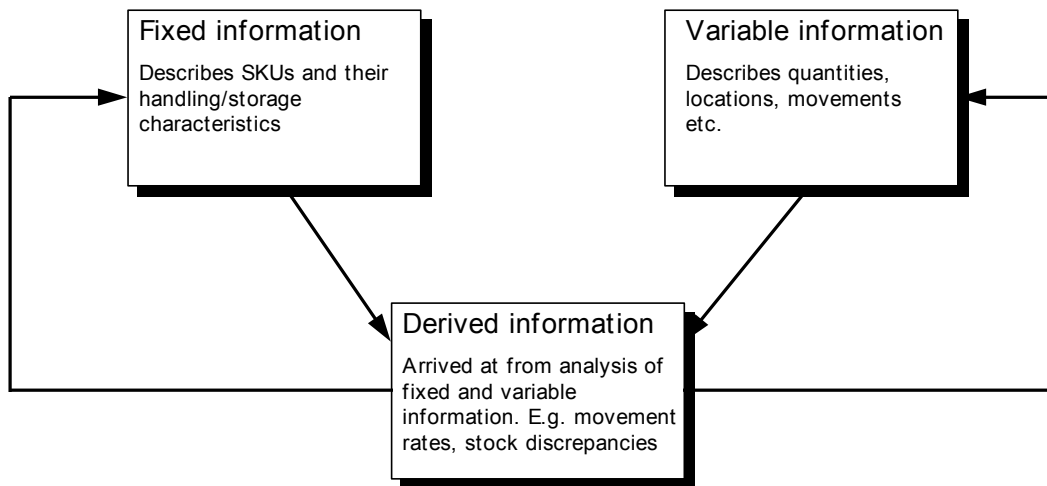 Fixed information
Describes SKUs and their
handling/storage
characteristics
Variable information
Describes quantities,
locations, movements
etc.
Derived information
Arrived at from analysis of
fixed and variable
information. E.g. movement
rates, stock discrepancies